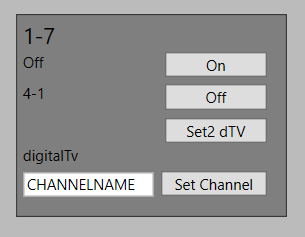 1-7
Off On
4-1 Off
Set2 dTV
digitalTv
CHANNELNAME Set Channel